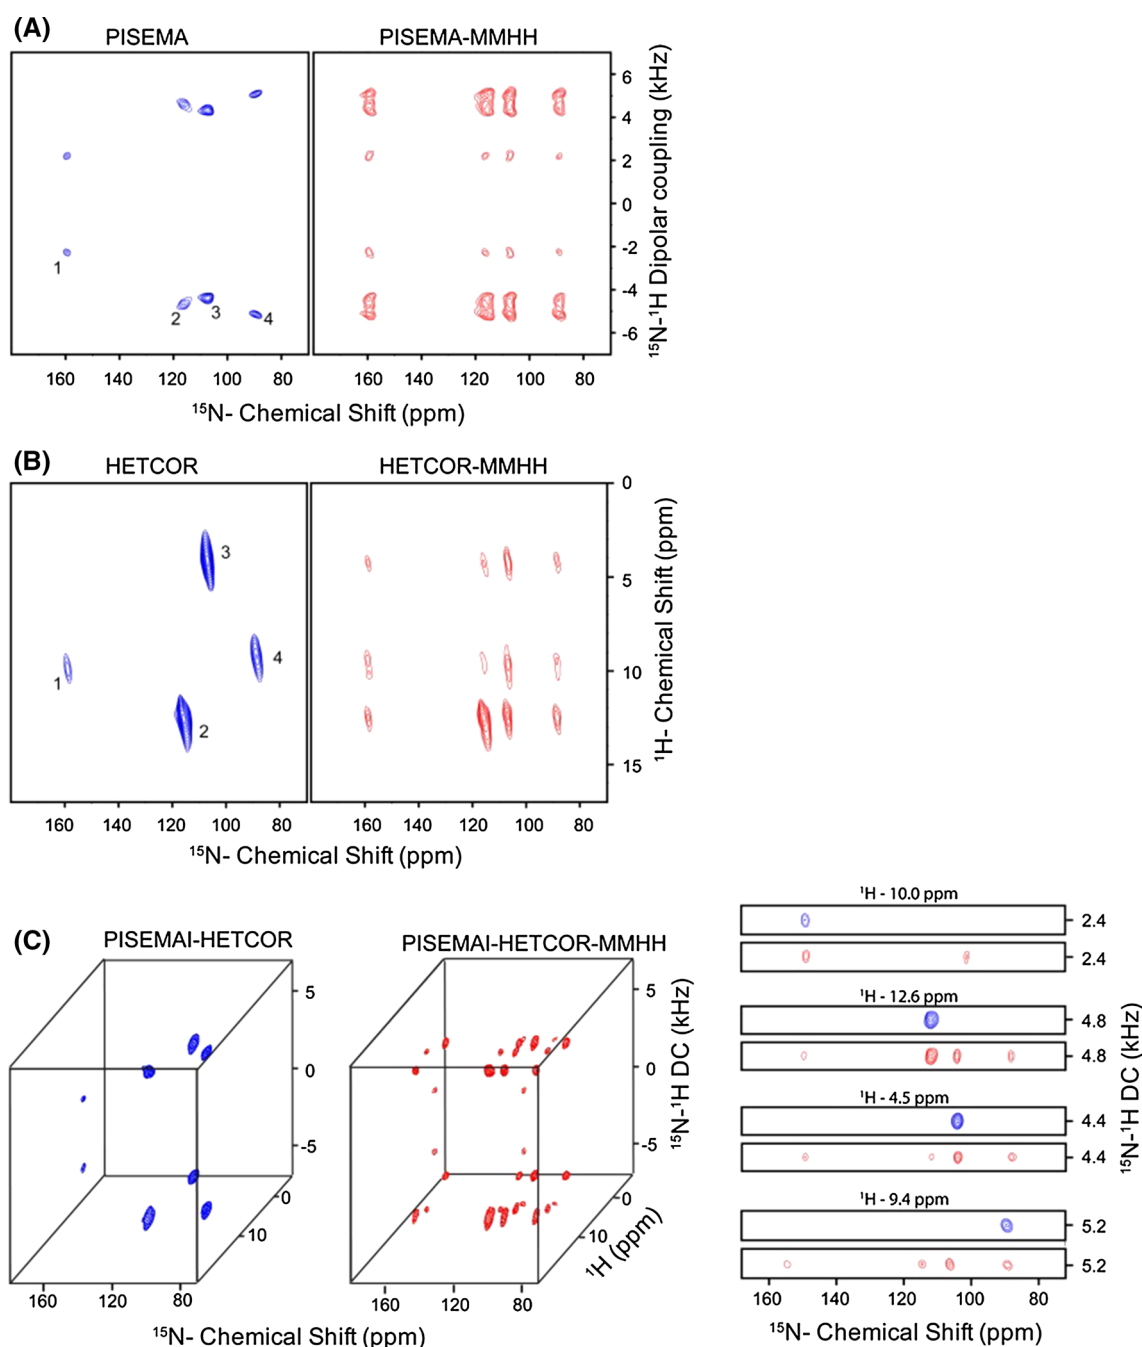 (A)
PISEMA
PISEMA-MMHH
6
4
2
0
-2
-4
-6
¹⁵N-¹H Dipolar coupling (kHz)
1
2
3
4
160 140 120 100 80
160 140 120 100 80
¹⁵N- Chemical Shift (ppm)
(B)
HETCOR
HETCOR-MMHH
0
5
10
15
¹H- Chemical Shift (ppm)
3
4
1
2
160 140 120 100 80
160 140 120 100 80
¹⁵N- Chemical Shift (ppm)
(C)
PISEMAI-HETCOR
PISEMAI-HETCOR-MMHH
5
0
-5
0
10
160 120 80
¹⁵N- Chemical Shift (ppm)
5
0
-5
¹⁵N-¹H DC (kHz)
0
10
¹H (ppm)
160 120 80
¹⁵N- Chemical Shift (ppm)
¹H - 10.0 ppm
2.4
2.4
¹H - 12.6 ppm
4.8
4.8
¹H - 4.5 ppm
4.4
4.4
¹H - 9.4 ppm
5.2
5.2
¹⁵N-¹H DC (kHz)
160 140 120 100 80
¹⁵N- Chemical Shift (ppm)